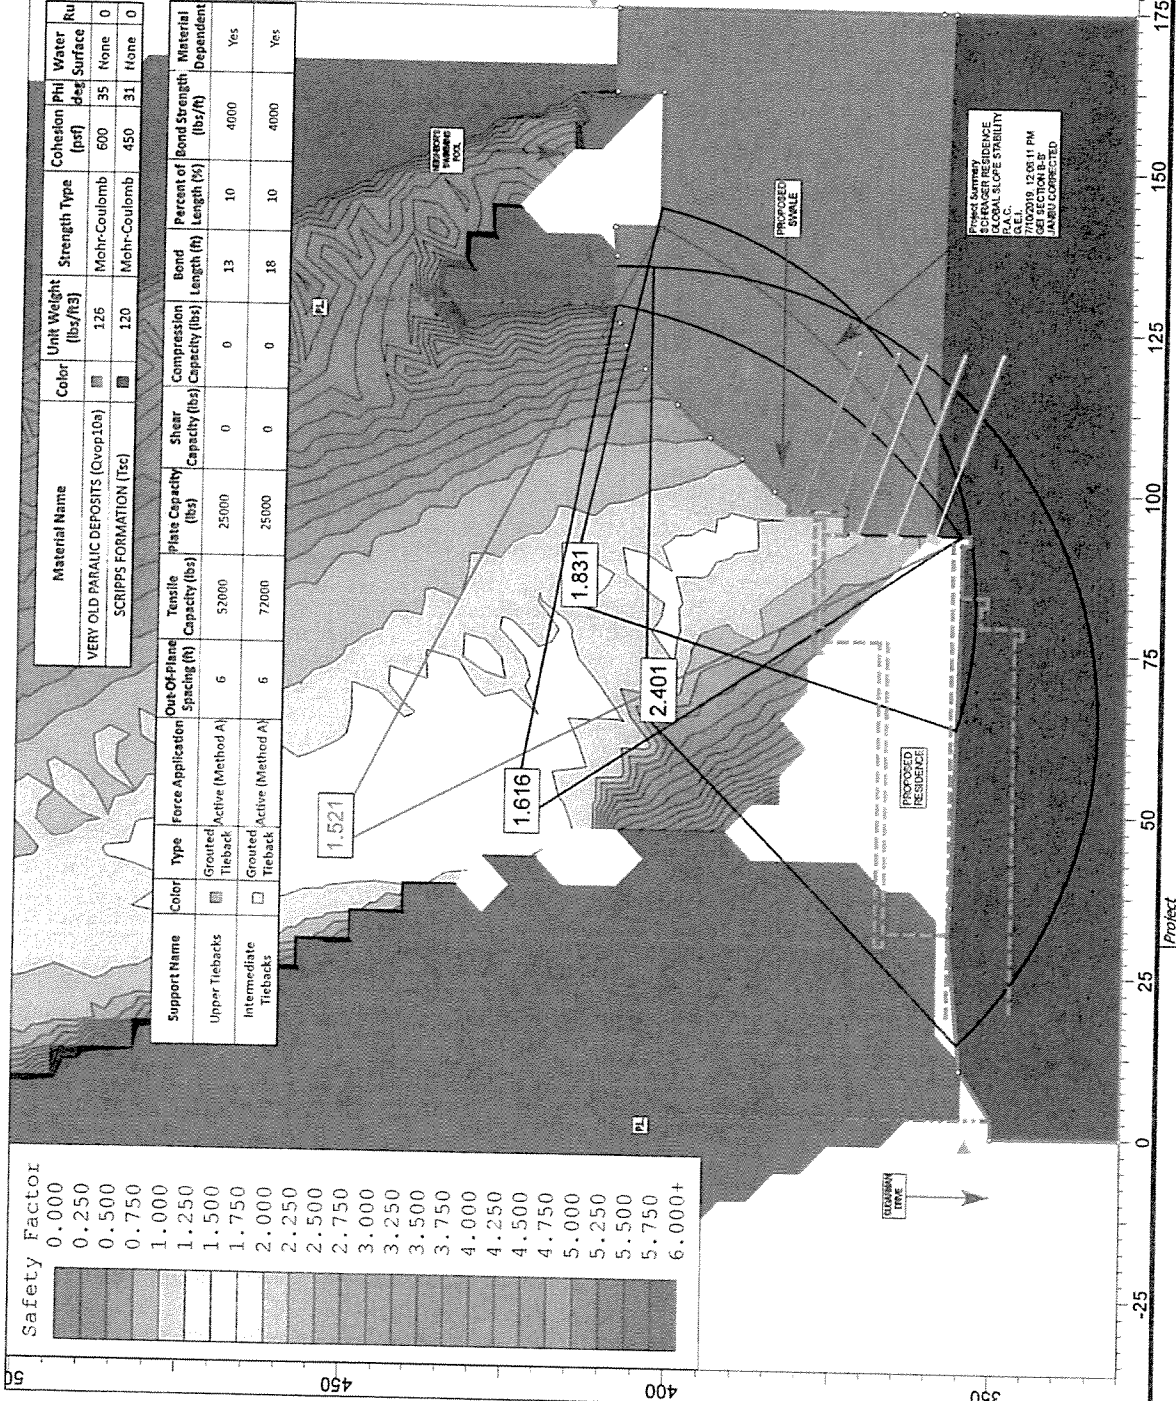 Safety Factor
0.000
0.250
0.500
0.750
1.000
1.250
1.500
1.750
2.000
2.250
2.500
2.750
3.000
3.250
3.500
3.750
4.000
4.250
4.500
4.750
5.000
5.250
5.500
5.750
6.000+
Material Name Color Unit Weight (lbs/ft3) Strength Type Cohesion (psf) Phi deg Water Surface Ru
VERY OLD PARALIC DEPOSITS (Qvop10a) 126 Mohr-Coulomb 600 35 None 0
SCRIPPS FORMATION (Tsc) 120 Mohr-Coulomb 450 31 None 0
Support Name Color Type Force Application Out-Of-Plane Spacing (ft) Tensile Capacity (lbs) Plate Capacity (lbs) Shear Capacity (lbs) Compression Capacity (lbs) Bond Length (ft) Percent of Length (%) Bond Strength (lbs/ft) Material Dependent
Upper Tiebacks Grouted Tieback Active (Method A) 6 52000 25000 0 0 13 10 4000 Yes
Intermediate Tiebacks Grouted Tieback Active (Method A) 6 72000 25000 0 0 18 10 4000 Yes
P.L.
NEIGHBOR'S
SWIMMING
POOL
1.521
1.616
1.831
2.401
P.L.
PROPOSED
SWALE
PROPOSED
RESIDENCE
DRIVE
Project Summary
SCHRAGER RESIDENCE
GLOBAL SLOPE STABILITY
R.A.C.
G.E.I.
7/10/2019, 12:06:11 PM
GEI SECTION B-B'
JANBU CORRECTED
50
450
400
350
-25
0
25
50
75
100
125
150
175
Project